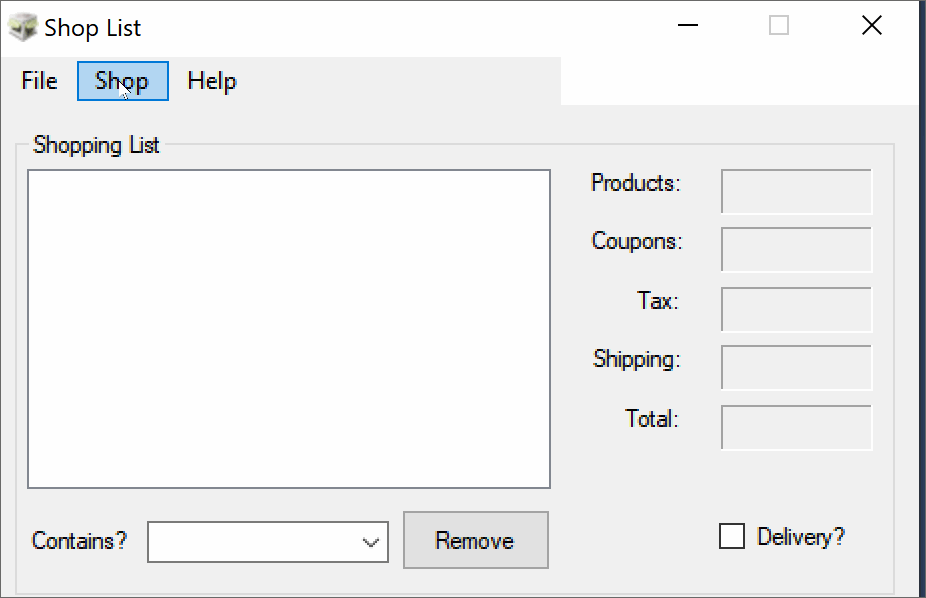 Shop List
File Shop Help
Shopping List
Products:
Coupons:
Tax:
Shipping:
Total:
Contains? Remove
Delivery?